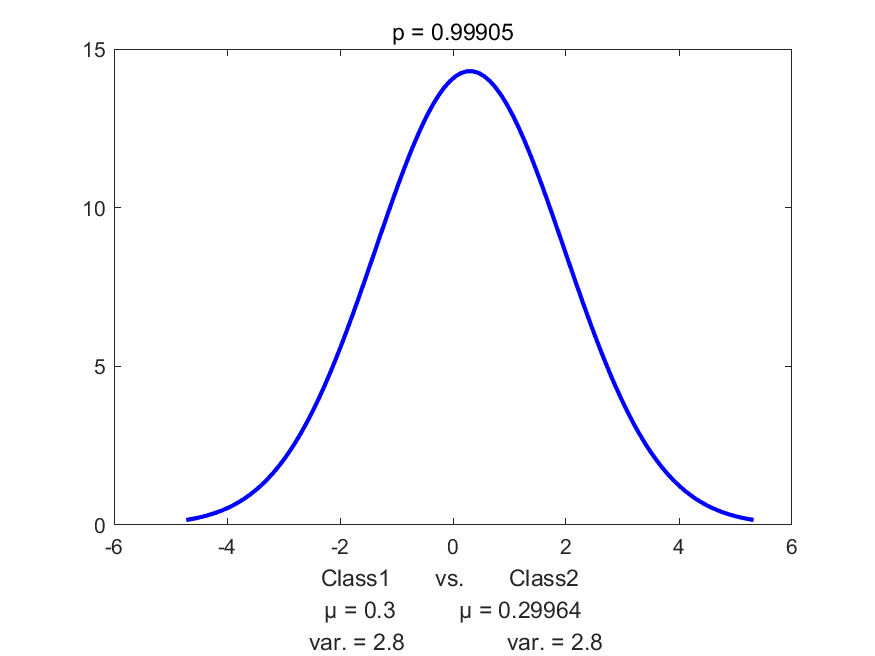 p = 0.99905
15
10
5
0
-6 -4 -2 0 2 4 6
Class1 vs. Class2
μ = 0.3 μ = 0.29964
var. = 2.8 var. = 2.8